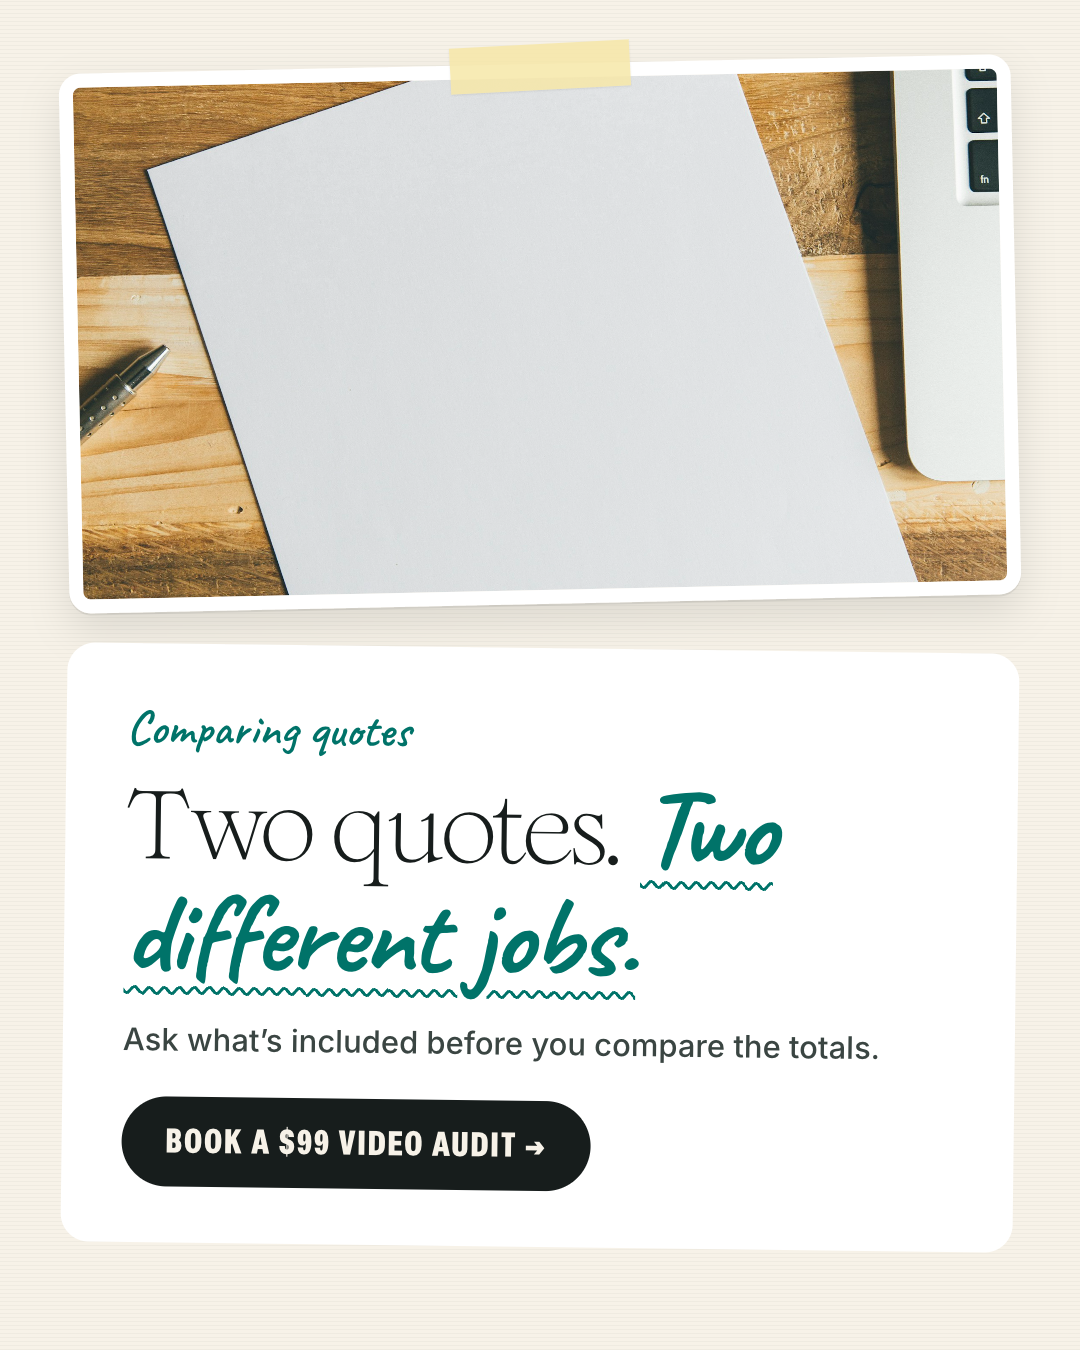 fn
Comparing quotes
Two quotes. Two
different jobs.
Ask what’s included before you compare the totals.
BOOK A $99 VIDEO AUDIT →